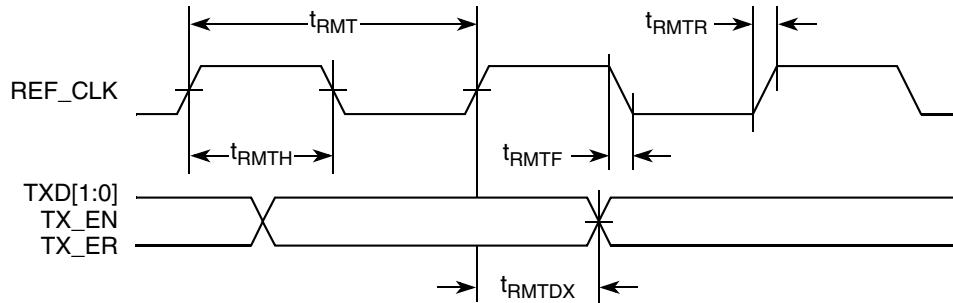 tRMT
tRMTR
REF_CLK
tRMTH
tRMTF
TXD[1:0]
TX_EN
TX_ER
tRMTDX